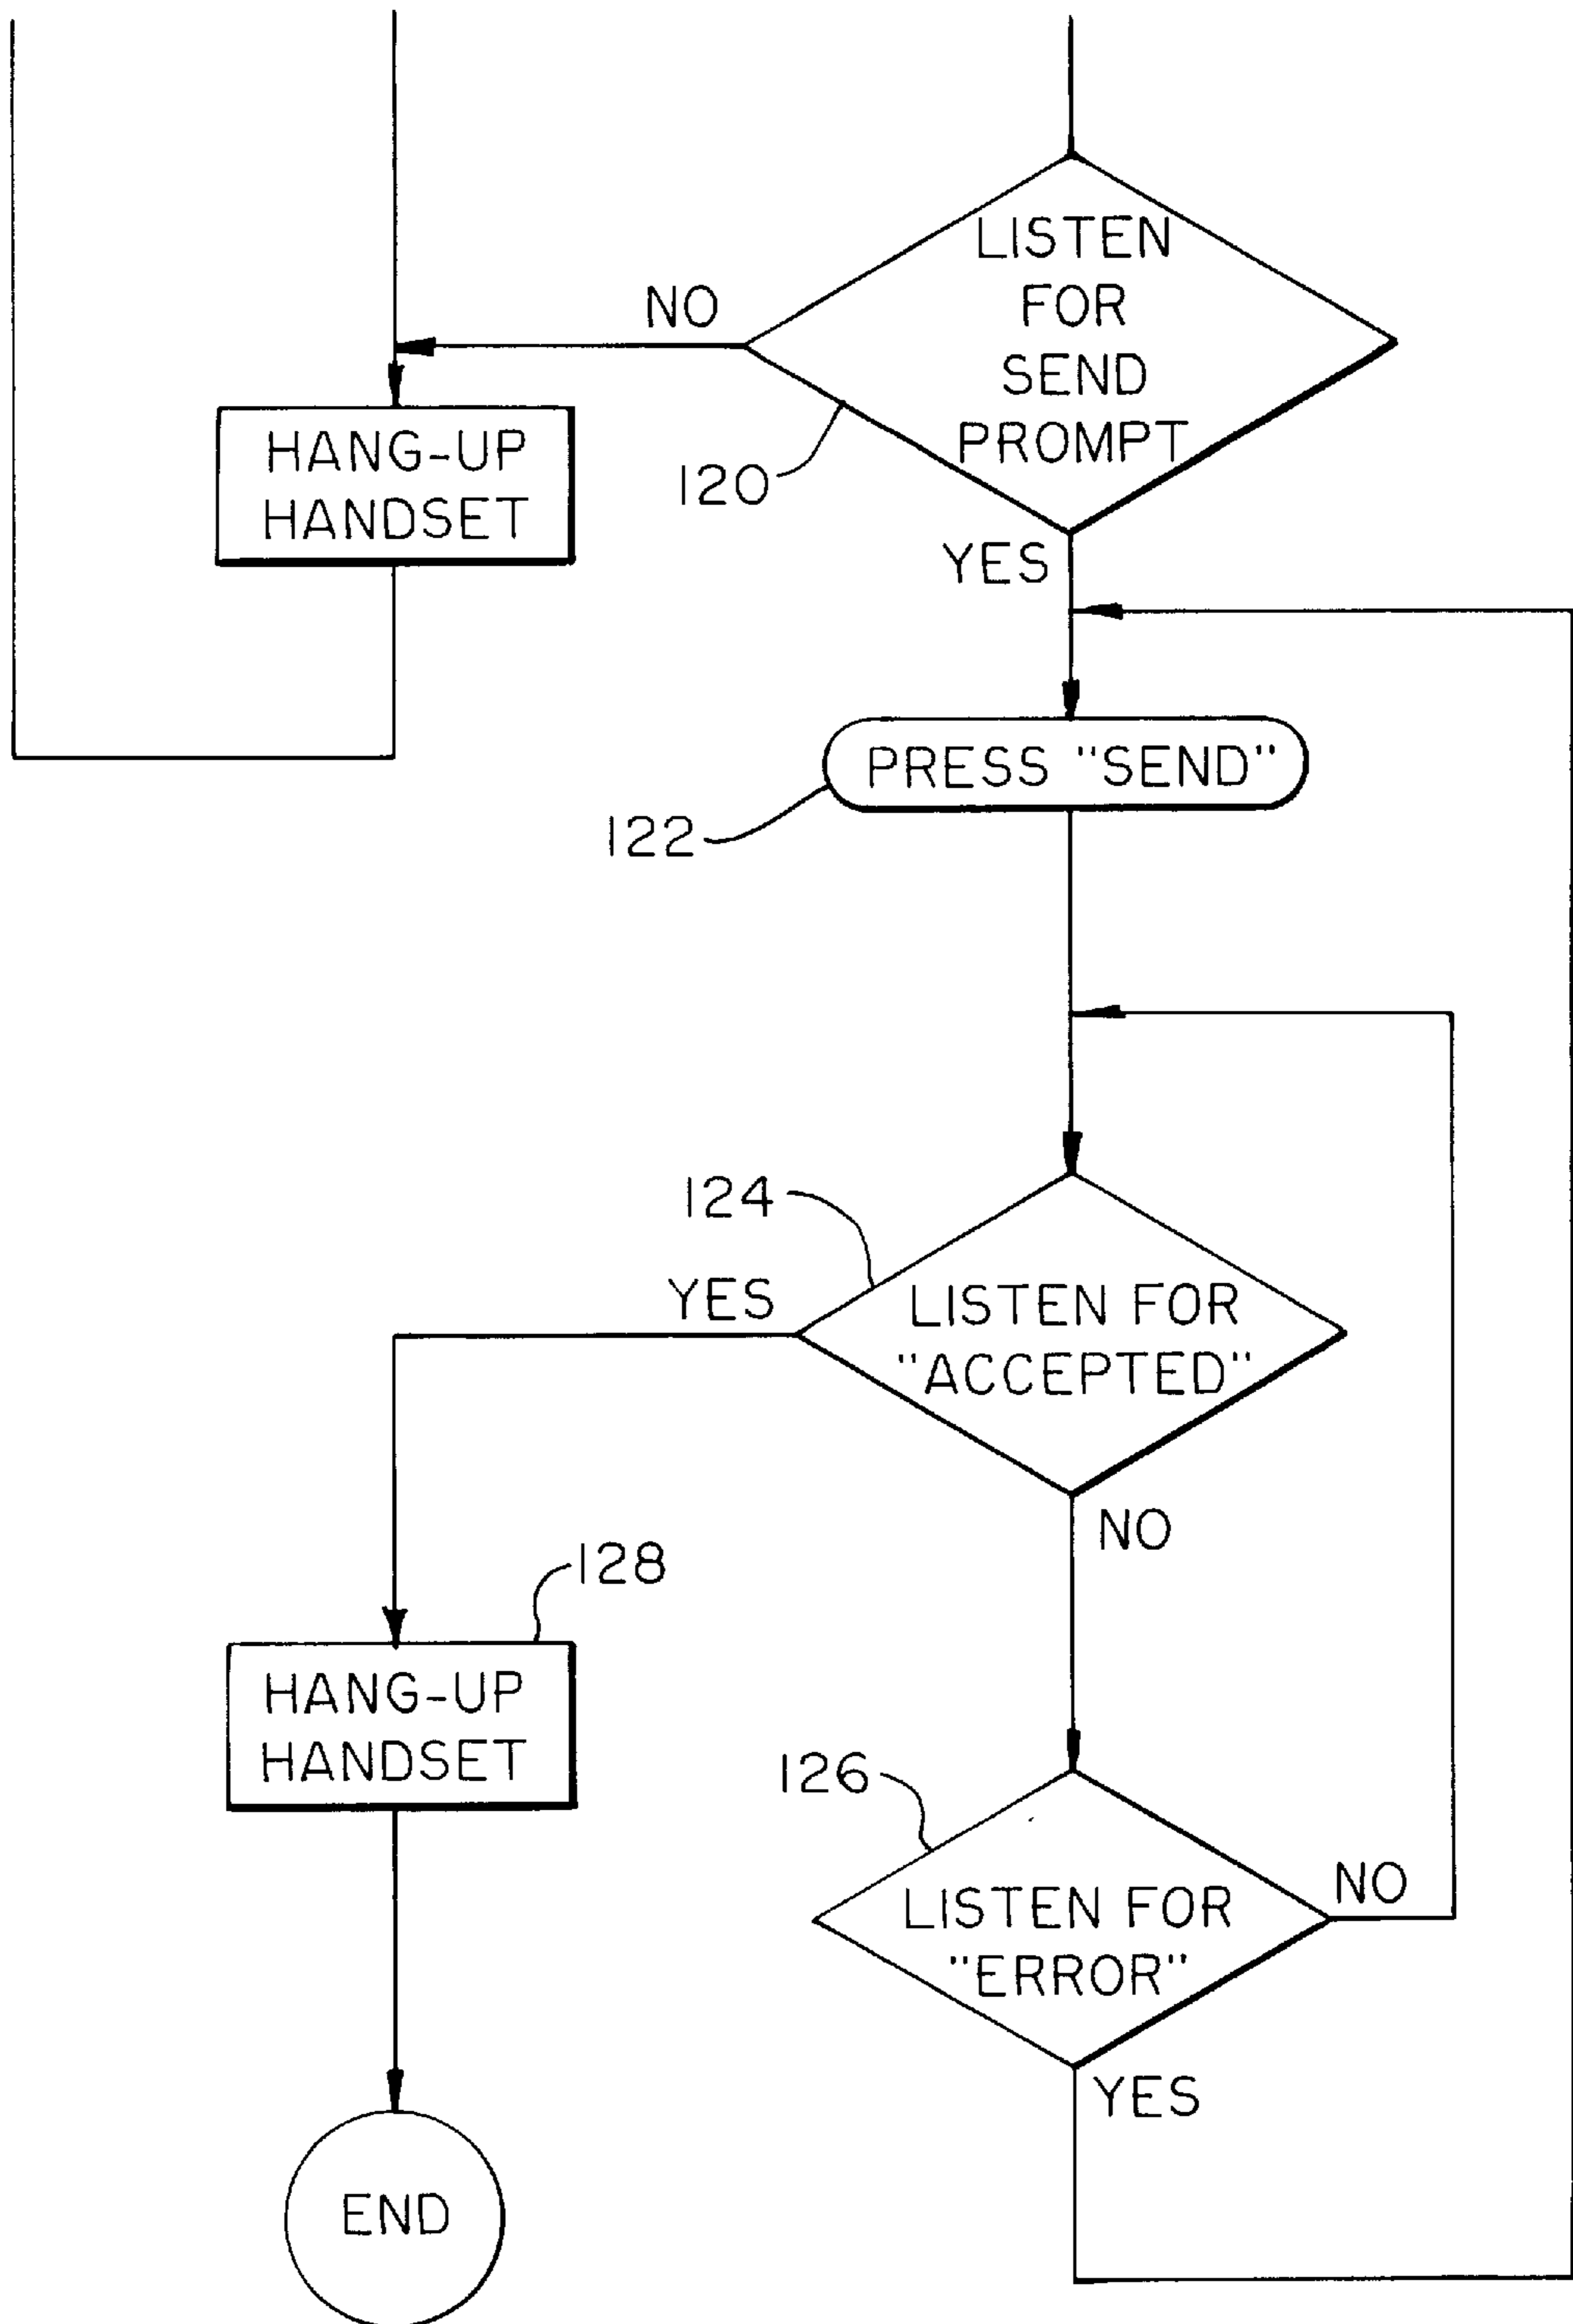 LISTEN
FOR
SEND
PROMPT
NO
HANG-UP
HANDSET
120
YES
PRESS "SEND"
122
124
YES
LISTEN FOR
"ACCEPTED"
NO
128
HANG-UP
HANDSET
126
LISTEN FOR
"ERROR"
NO
YES
END